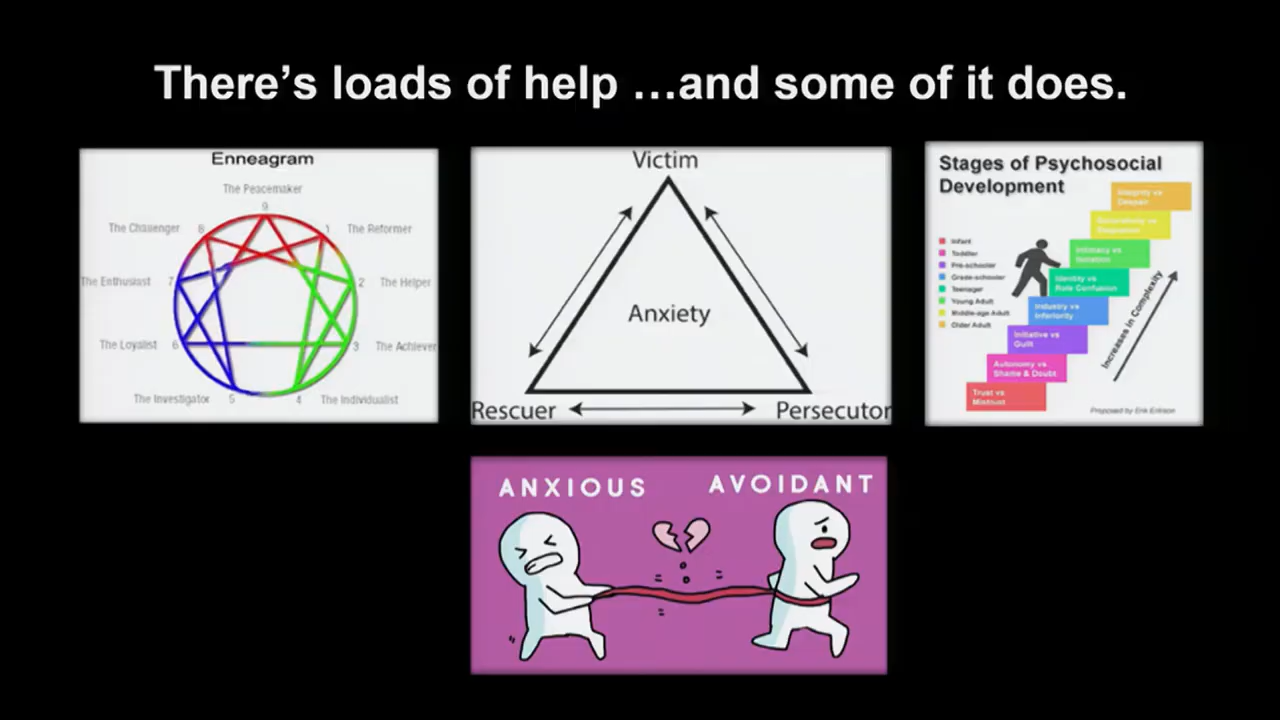 There's loads of help ...and some of it does.
Enneagram
The Peacemaker
9
The Challenger
8
1
The Reformer
The Enthusiast
7
2
The Helper
The Loyalist
6
3
The Achiever
The Investigator
5
4
The Individualist
Victim
Anxiety
Rescuer
Persecutor
Stages of Psychosocial
Development
Integrity vs
Despair
Generativity vs
Stagnation
Intimacy vs
Isolation
Identity vs
Role Confusion
Industry vs
Inferiority
Initiative vs
Guilt
Autonomy vs
Shame & Doubt
Trust vs
Mistrust
Infant
Toddler
Pre-schooler
Grade-schooler
Teenager
Young Adult
Middle-age Adult
Older Adult
Increases in Complexity
Proposed by Erik Erikson
ANXIOUS
AVOIDANT